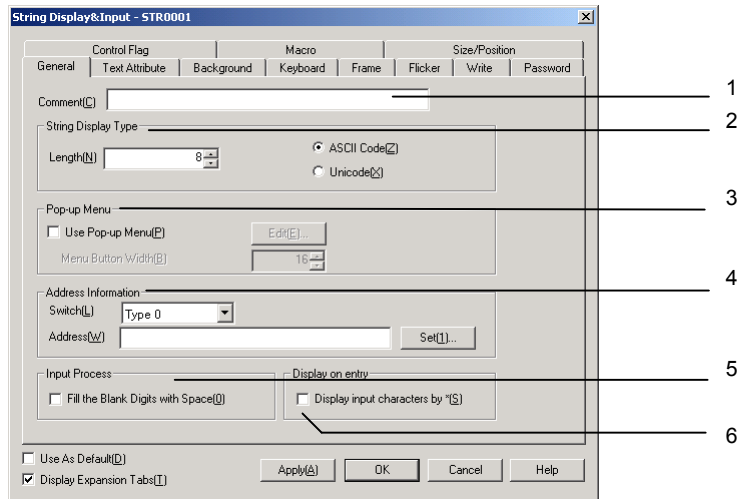 String Display&Input - STR0001
Control Flag Macro Size/Position
General Text Attribute Background Keyboard Frame Flicker Write Password
Comment(C) 1
String Display Type 2
Length(N) 8 ASCII Code(Z)
Unicode(X)
Pop-up Menu 3
Use Pop-up Menu(P) Edit(E)...
Menu Button Width(B) 16
Address Information 4
Switch(L) Type 0
Address(W) Set(1)...
Input Process Display on entry 5
Fill the Blank Digits with Space(0) Display input characters by *(S)
6
Use As Default(D)
Display Expansion Tabs(T) Apply(A) OK Cancel Help